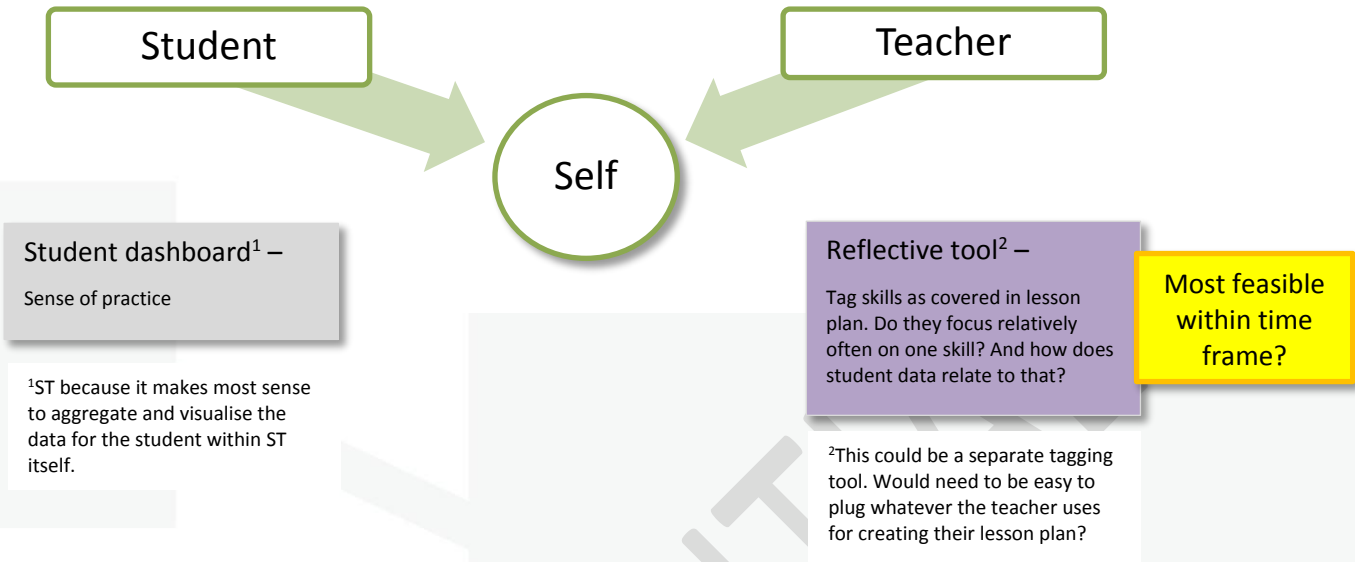 Student
Teacher
Self
Student dashboard¹ –
Sense of practice
¹ST because it makes most sense
to aggregate and visualise the
data for the student within ST
itself.
Reflective tool² –
Tag skills as covered in lesson
plan. Do they focus relatively
often on one skill? And how does
student data relate to that?
Most feasible
within time
frame?
²This could be a separate tagging
tool. Would need to be easy to
plug whatever the teacher uses
for creating their lesson plan?